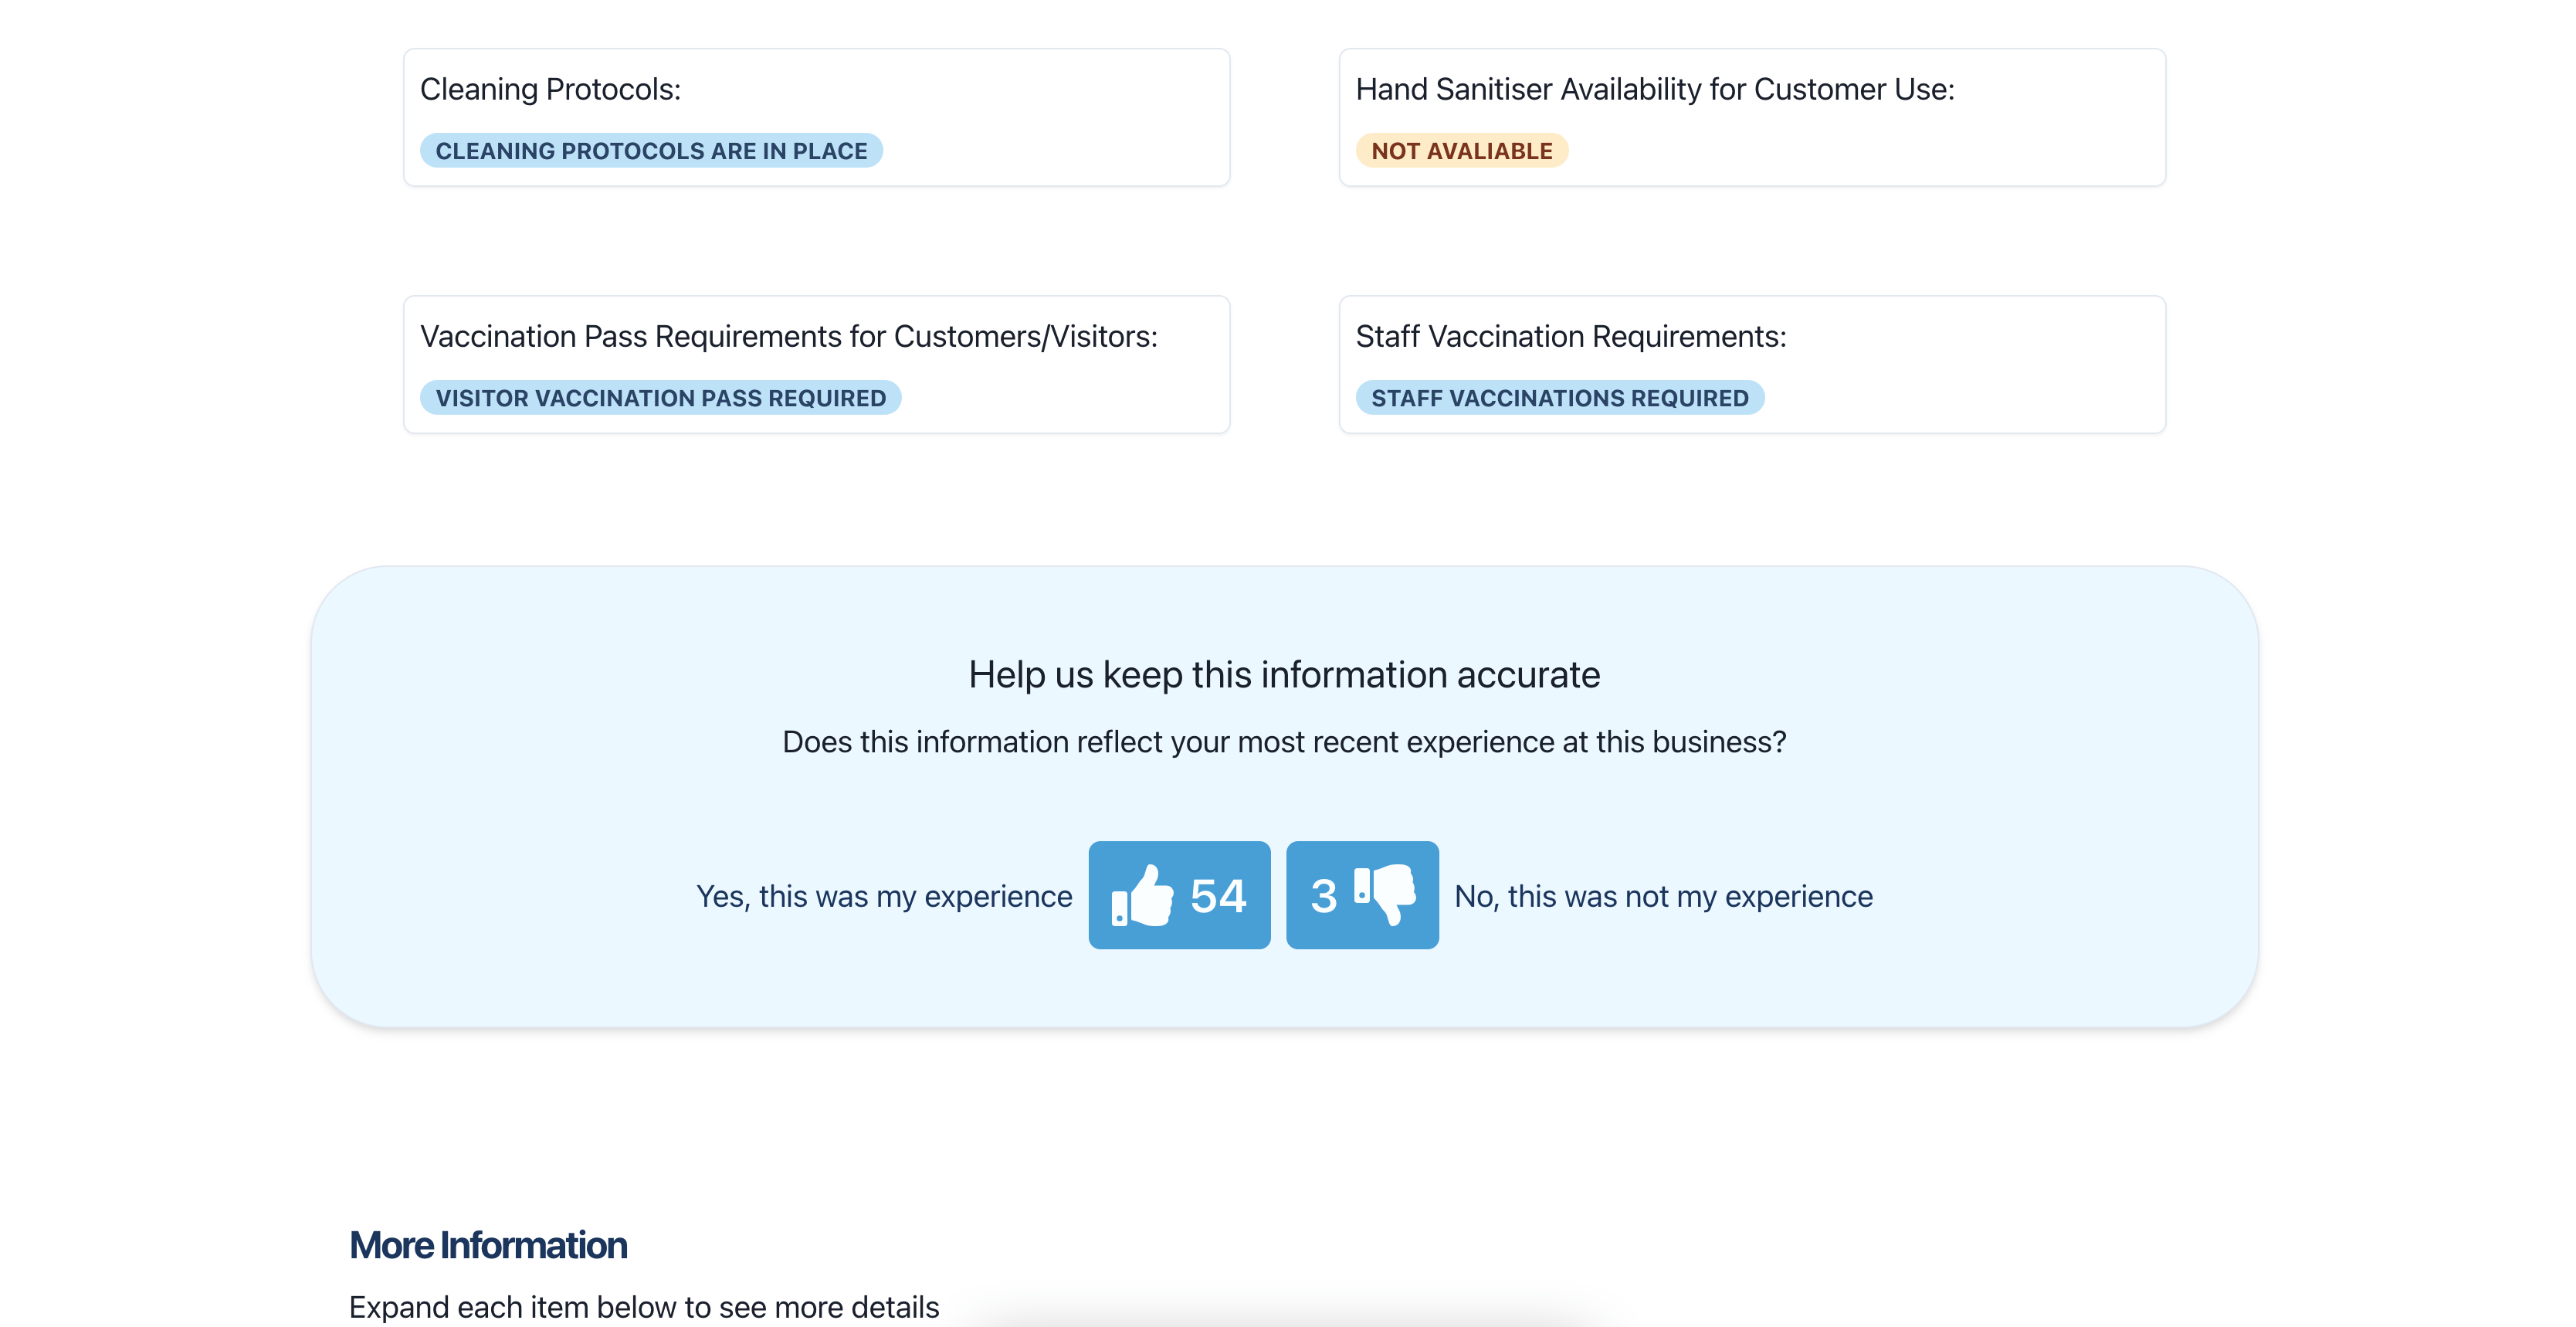 Cleaning Protocols:
CLEANING PROTOCOLS ARE IN PLACE
Hand Sanitiser Availability for Customer Use:
NOT AVALIABLE
Vaccination Pass Requirements for Customers/Visitors:
VISITOR VACCINATION PASS REQUIRED
Staff Vaccination Requirements:
STAFF VACCINATIONS REQUIRED
Help us keep this information accurate
Does this information reflect your most recent experience at this business?
Yes, this was my experience 54 3 No, this was not my experience
More Information
Expand each item below to see more details